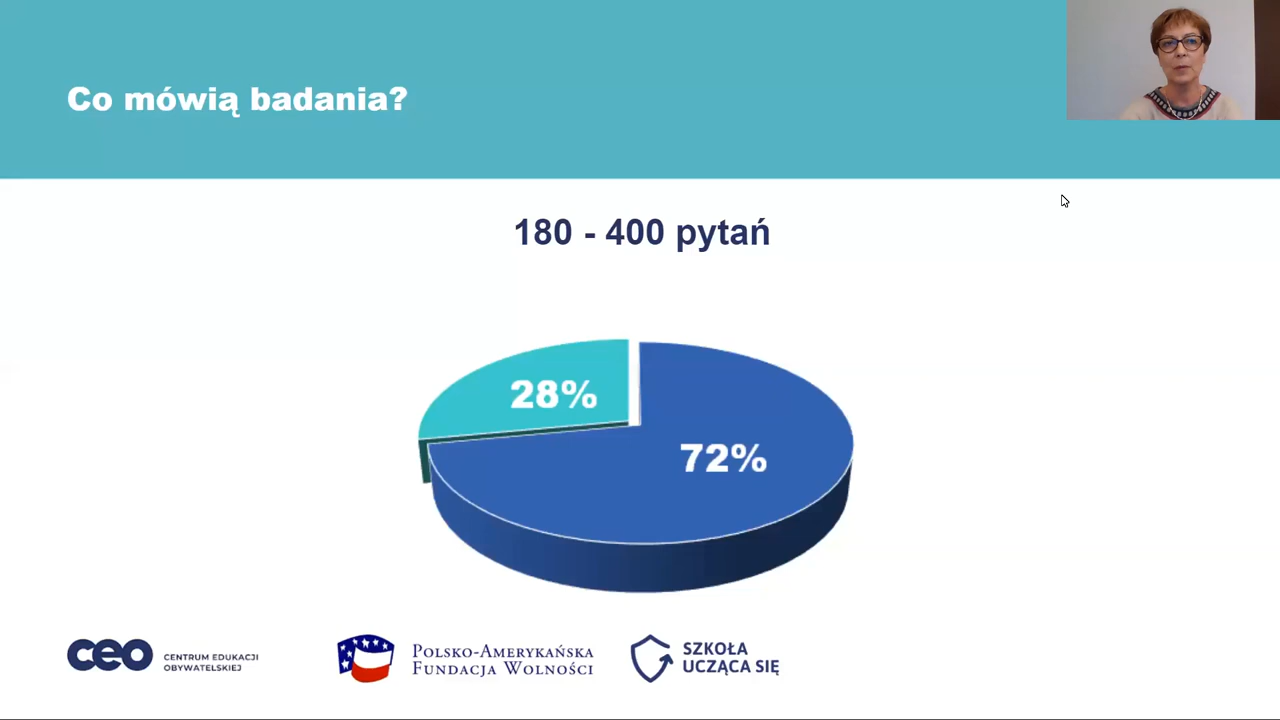 Co mówią badania?
180 - 400 pytań
28%
72%
ceo
CENTRUM EDUKACJI
OBYWATELSKIEJ
POLSKO-AMERYKAŃSKA
FUNDACJA WOLNOŚCI
SZKOŁA
UCZĄCA SIĘ